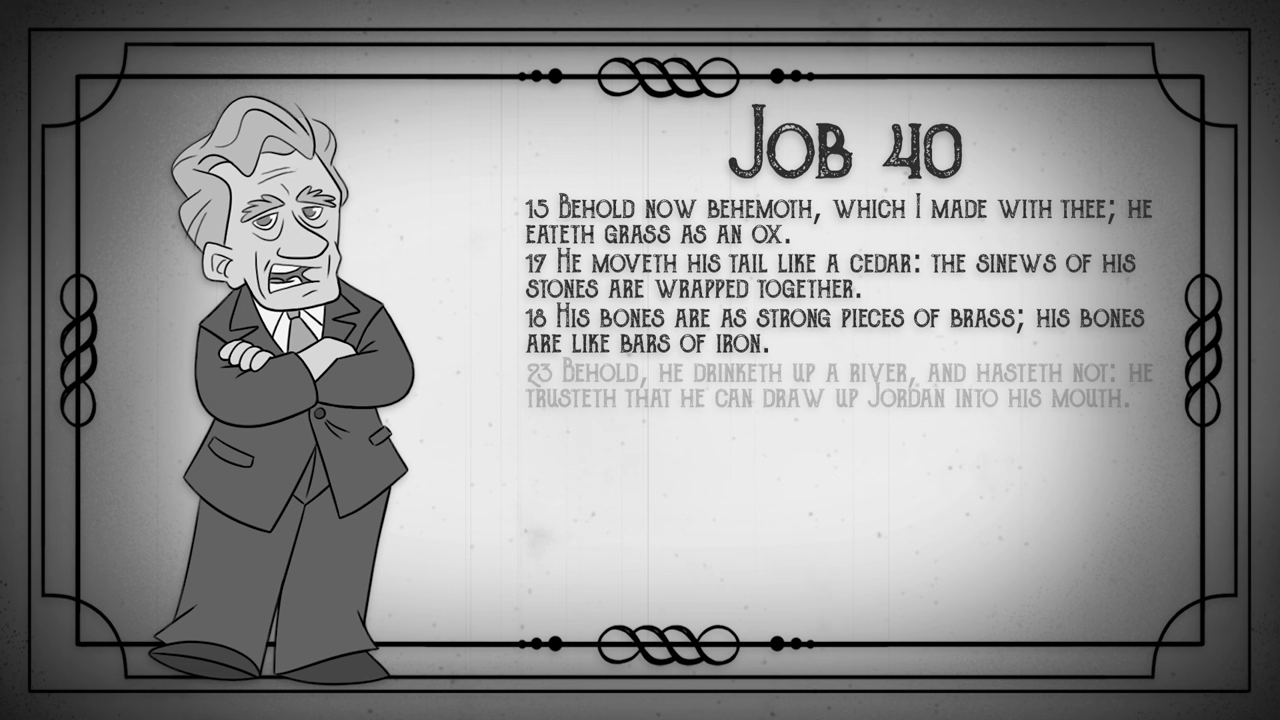 Job 40
15 Behold now behemoth, which I made with thee; he
eateth grass as an ox.
17 He moveth his tail like a cedar: the sinews of his
stones are wrapped together.
18 His bones are as strong pieces of brass; his bones
are like bars of iron.
23 Behold, he drinketh up a river, and hasteth not: he
trusteth that he can draw up Jordan into his mouth.